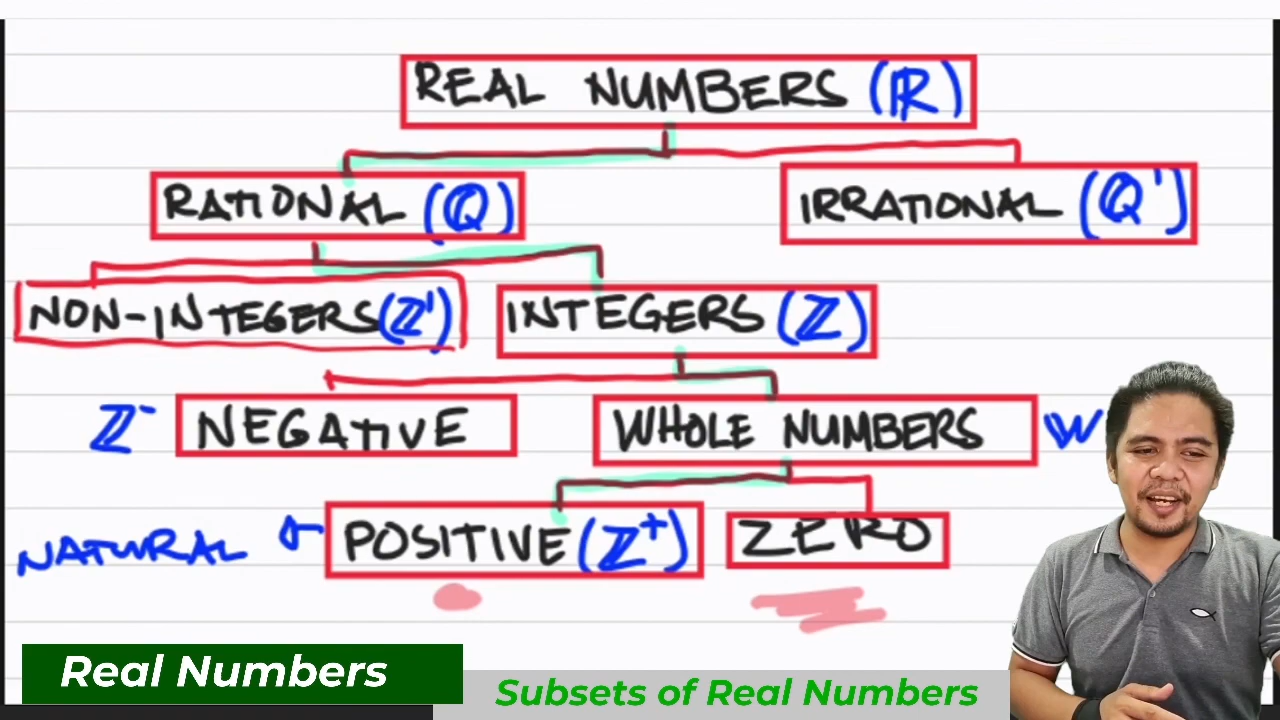 REAL NUMBERS (ℝ)
RATIONAL (ℚ)
IRRATIONAL (ℚ')
NON-INTEGERS (ℤ')
INTEGERS (ℤ)
ℤ⁻ NEGATIVE
WHOLE NUMBERS 𝕎
NATURAL
POSITIVE (ℤ⁺)
ZERO
Real Numbers
Subsets of Real Numbers